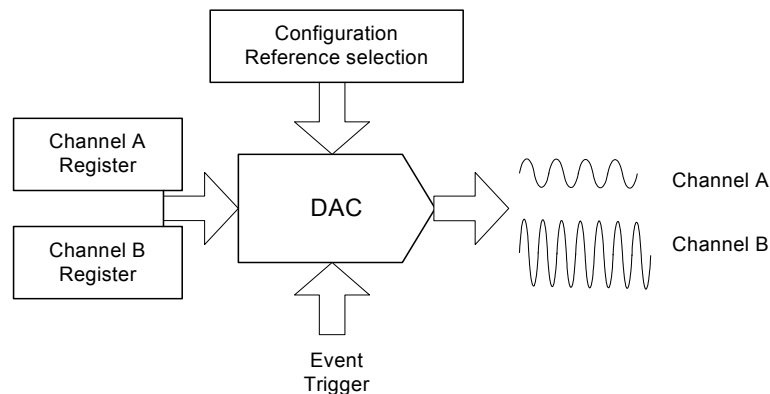 Configuration
Reference selection
Channel A
Register
Channel B
Register
DAC
Channel A
Channel B
Event
Trigger